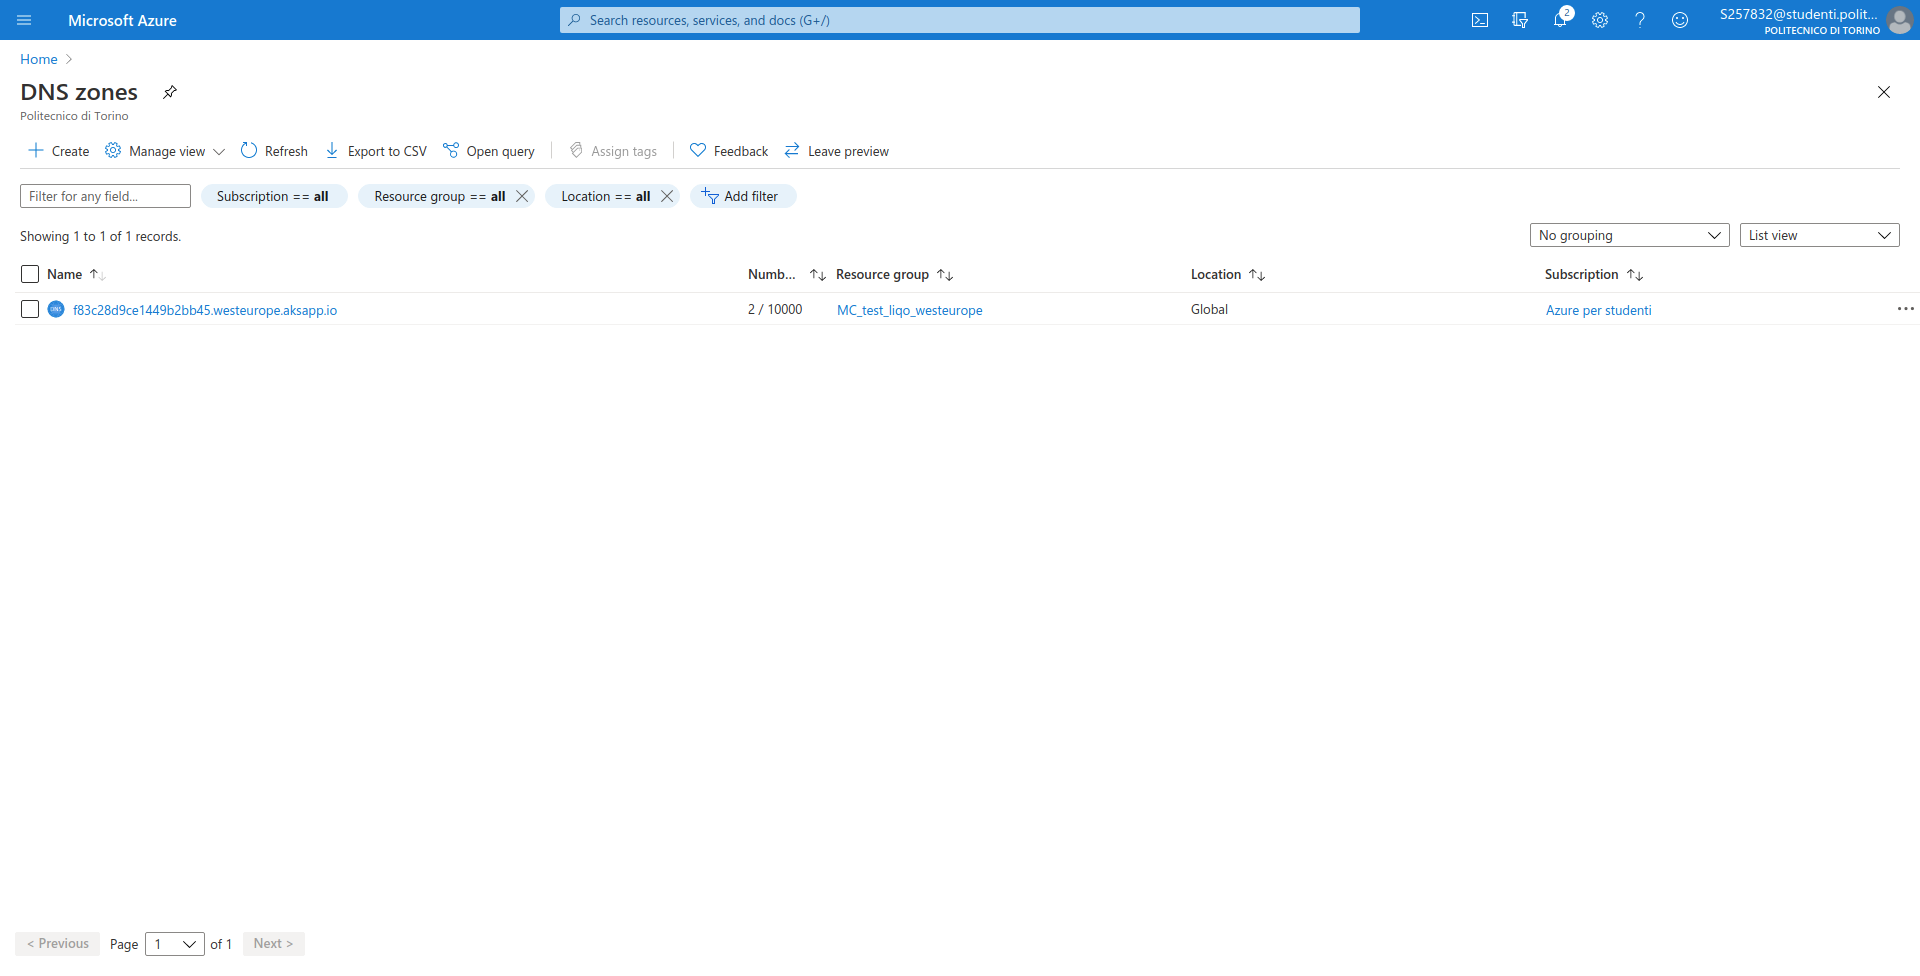 Microsoft Azure
Search resources, services, and docs (G+/)
2
S257832@studenti.polit...
POLITECNICO DI TORINO
Home
DNS zones
Politecnico di Torino
Create
Manage view
Refresh
Export to CSV
Open query
Assign tags
Feedback
Leave preview
Filter for any field...
Subscription == all
Resource group == all
Location == all
Add filter
Showing 1 to 1 of 1 records.
No grouping
List view
Name
Numb...
Resource group
Location
Subscription
DNS
f83c28d9ce1449b2bb45.westeurope.aksapp.io
2 / 10000
MC_test_liqo_westeurope
Global
Azure per studenti
< Previous
Page
1
of 1
Next >